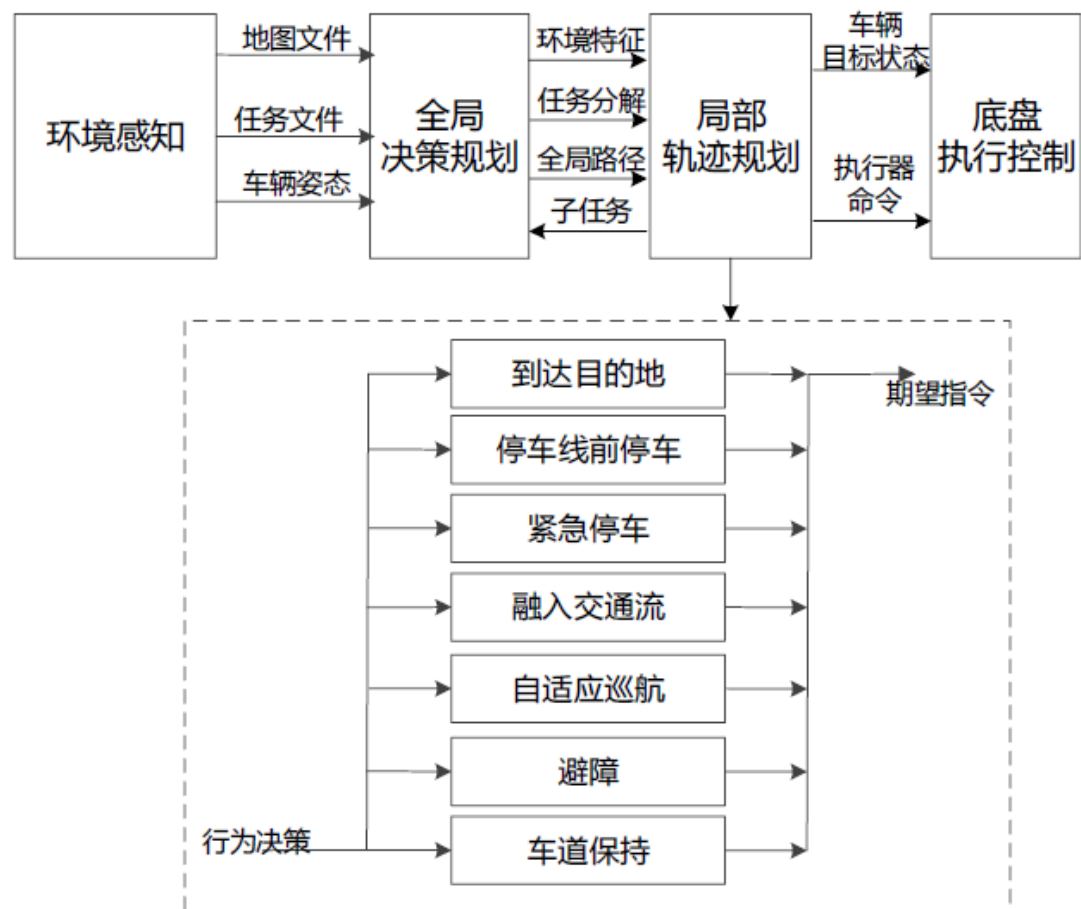 环境感知
地图文件
任务文件
车辆姿态
全局
决策规划
环境特征
任务分解
全局路径
子任务
局部
轨迹规划
车辆
目标状态
执行器
命令
底盘
执行控制
到达目的地
停车线前停车
紧急停车
融入交通流
自适应巡航
避障
车道保持
行为决策
期望指令